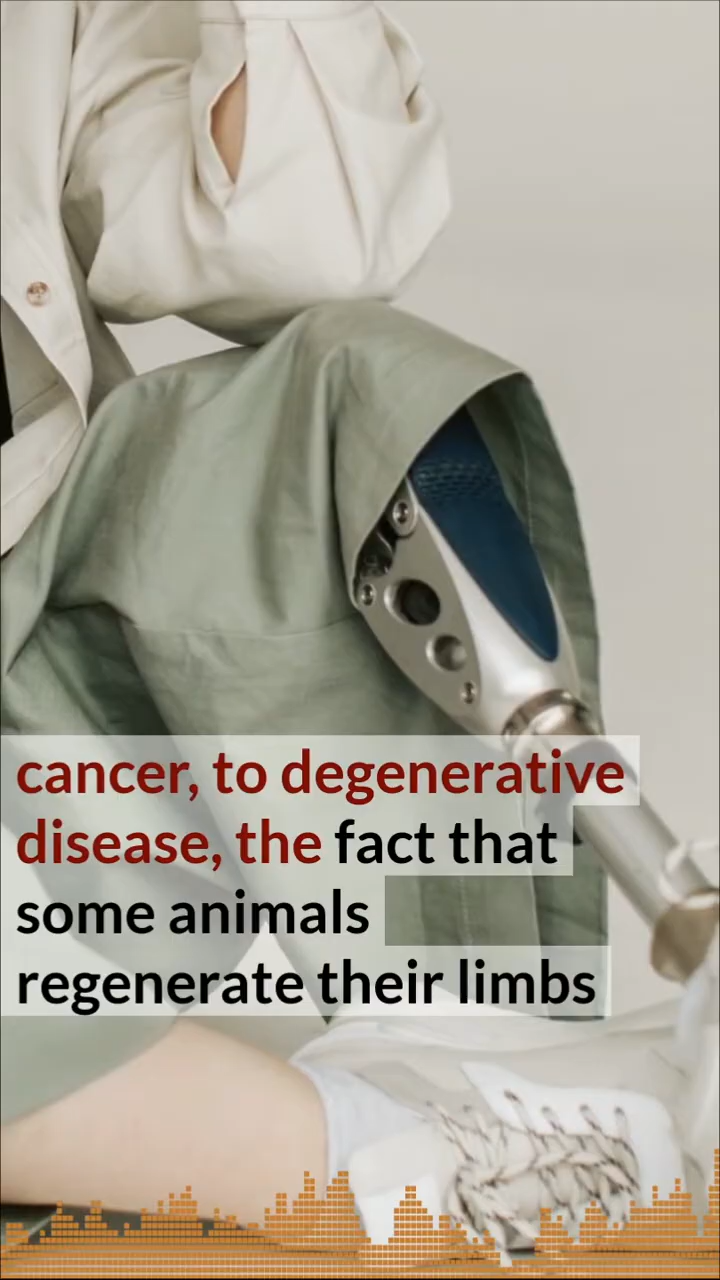 cancer, to degenerative
disease, the fact that
some animals
regenerate their limbs